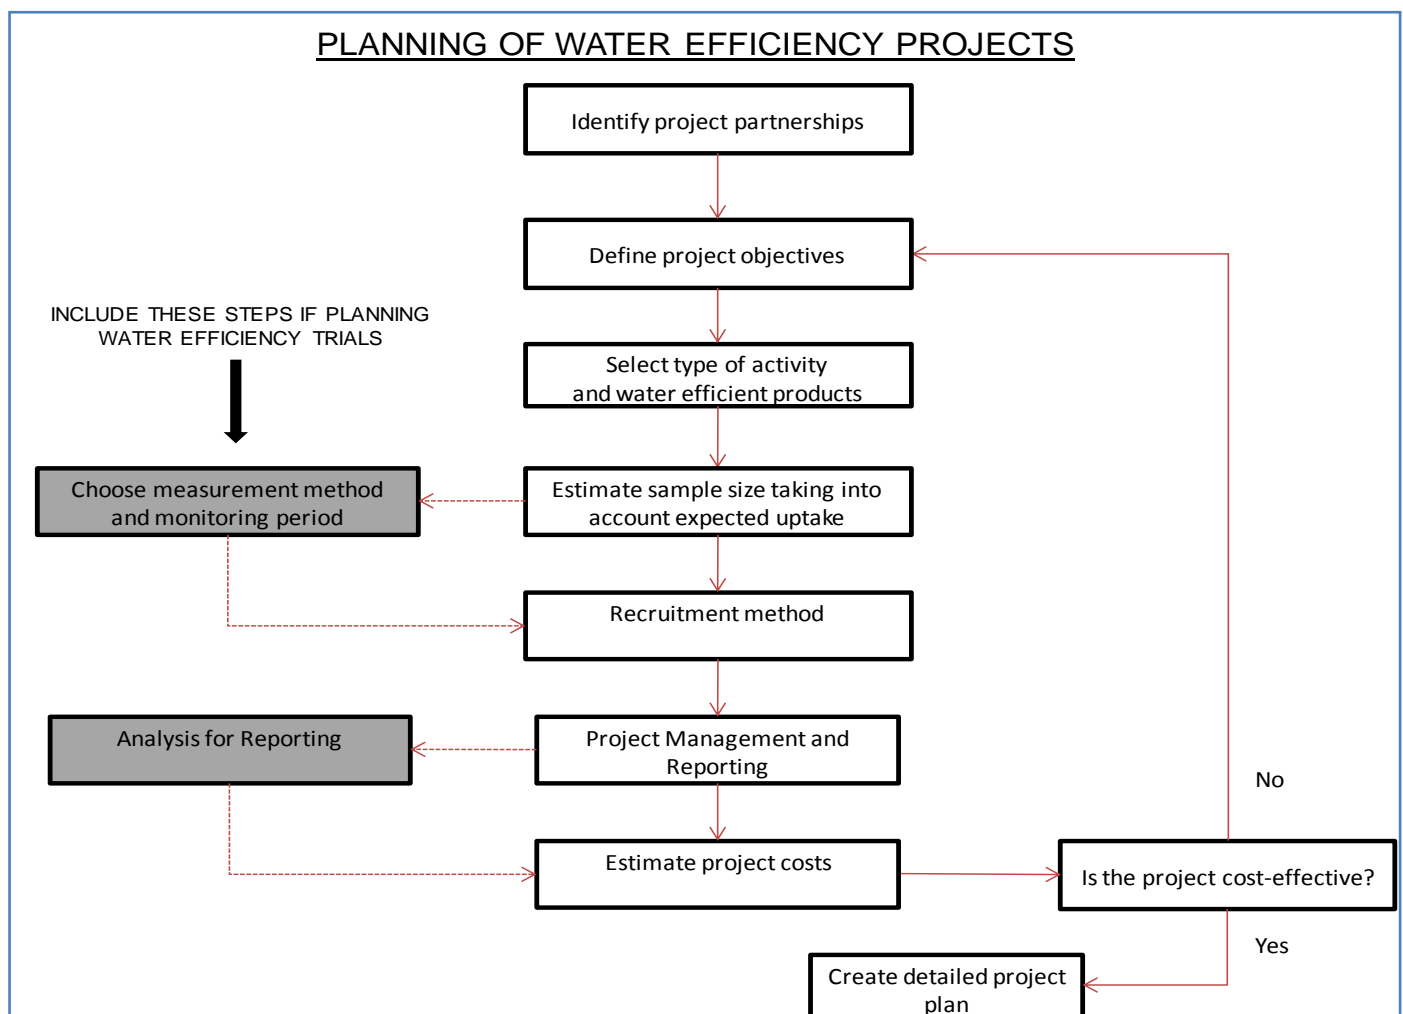 PLANNING OF WATER EFFICIENCY PROJECTS
Identify project partnerships
Define project objectives
INCLUDE THESE STEPS IF PLANNING
WATER EFFICIENCY TRIALS
Select type of activity
and water efficient products
Choose measurement method
and monitoring period
Estimate sample size taking into
account expected uptake
Recruitment method
Analysis for Reporting
Project Management and
Reporting
No
Estimate project costs
Is the project cost-effective?
Yes
Create detailed project
plan